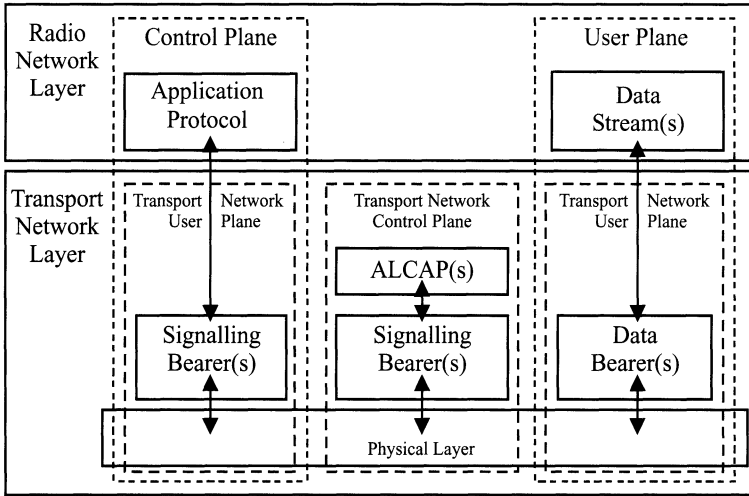 Radio
Network
Layer
Control Plane
User Plane
Application
Protocol
Data
Stream(s)
Transport
Network
Layer
Transport Network
User Plane
Transport Network
Control Plane
Transport Network
User Plane
ALCAP(s)
Signalling
Bearer(s)
Signalling
Bearer(s)
Data
Bearer(s)
Physical Layer